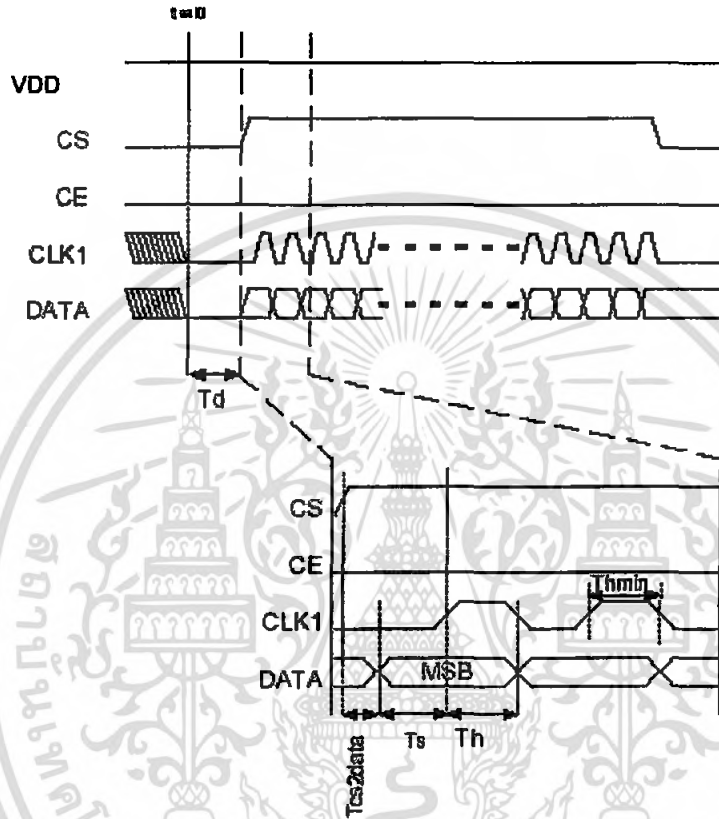 t=0
VDD
CS
CE
CLK1
DATA
Td
CS
CE
Thmin
CLK1
DATA
MSB
Tcs2data
Ts
Th